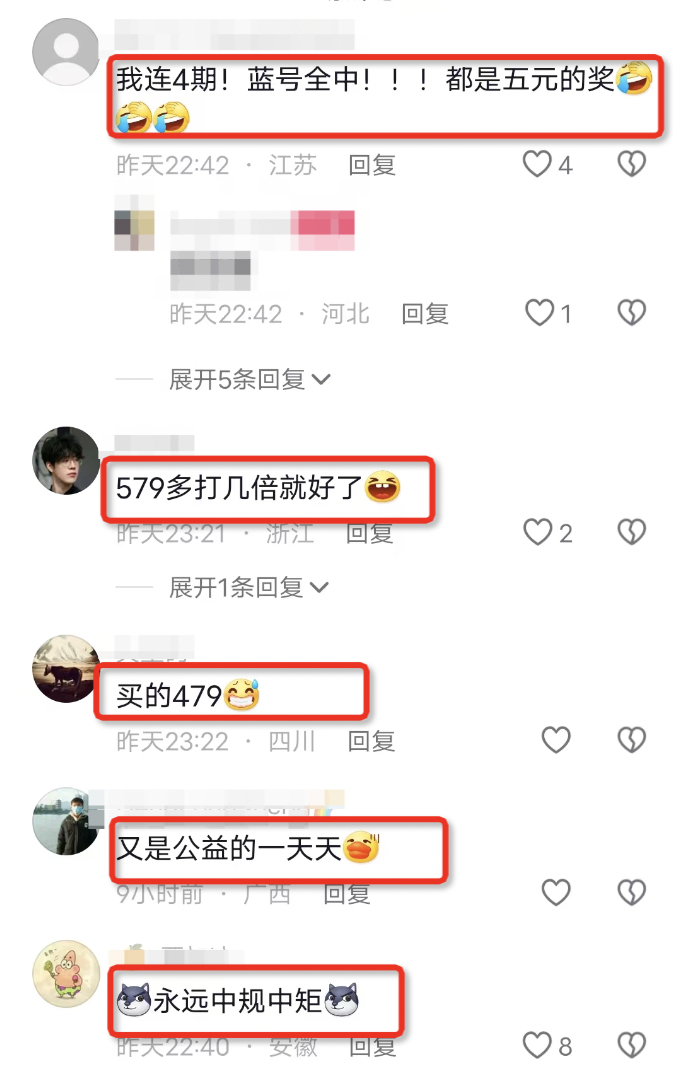 我连4期！蓝号全中！！！都是五元的奖
昨天22:42 · 江苏 回复 4
昨天22:42 · 河北 回复 1
展开5条回复
579多打几倍就好了
昨天23:21 · 浙江 回复 2
展开1条回复
买的479
昨天23:22 · 四川 回复
又是公益的一天天
9小时前 · 广西 回复
永远中规中矩
昨天22:40 · 安徽 回复 8